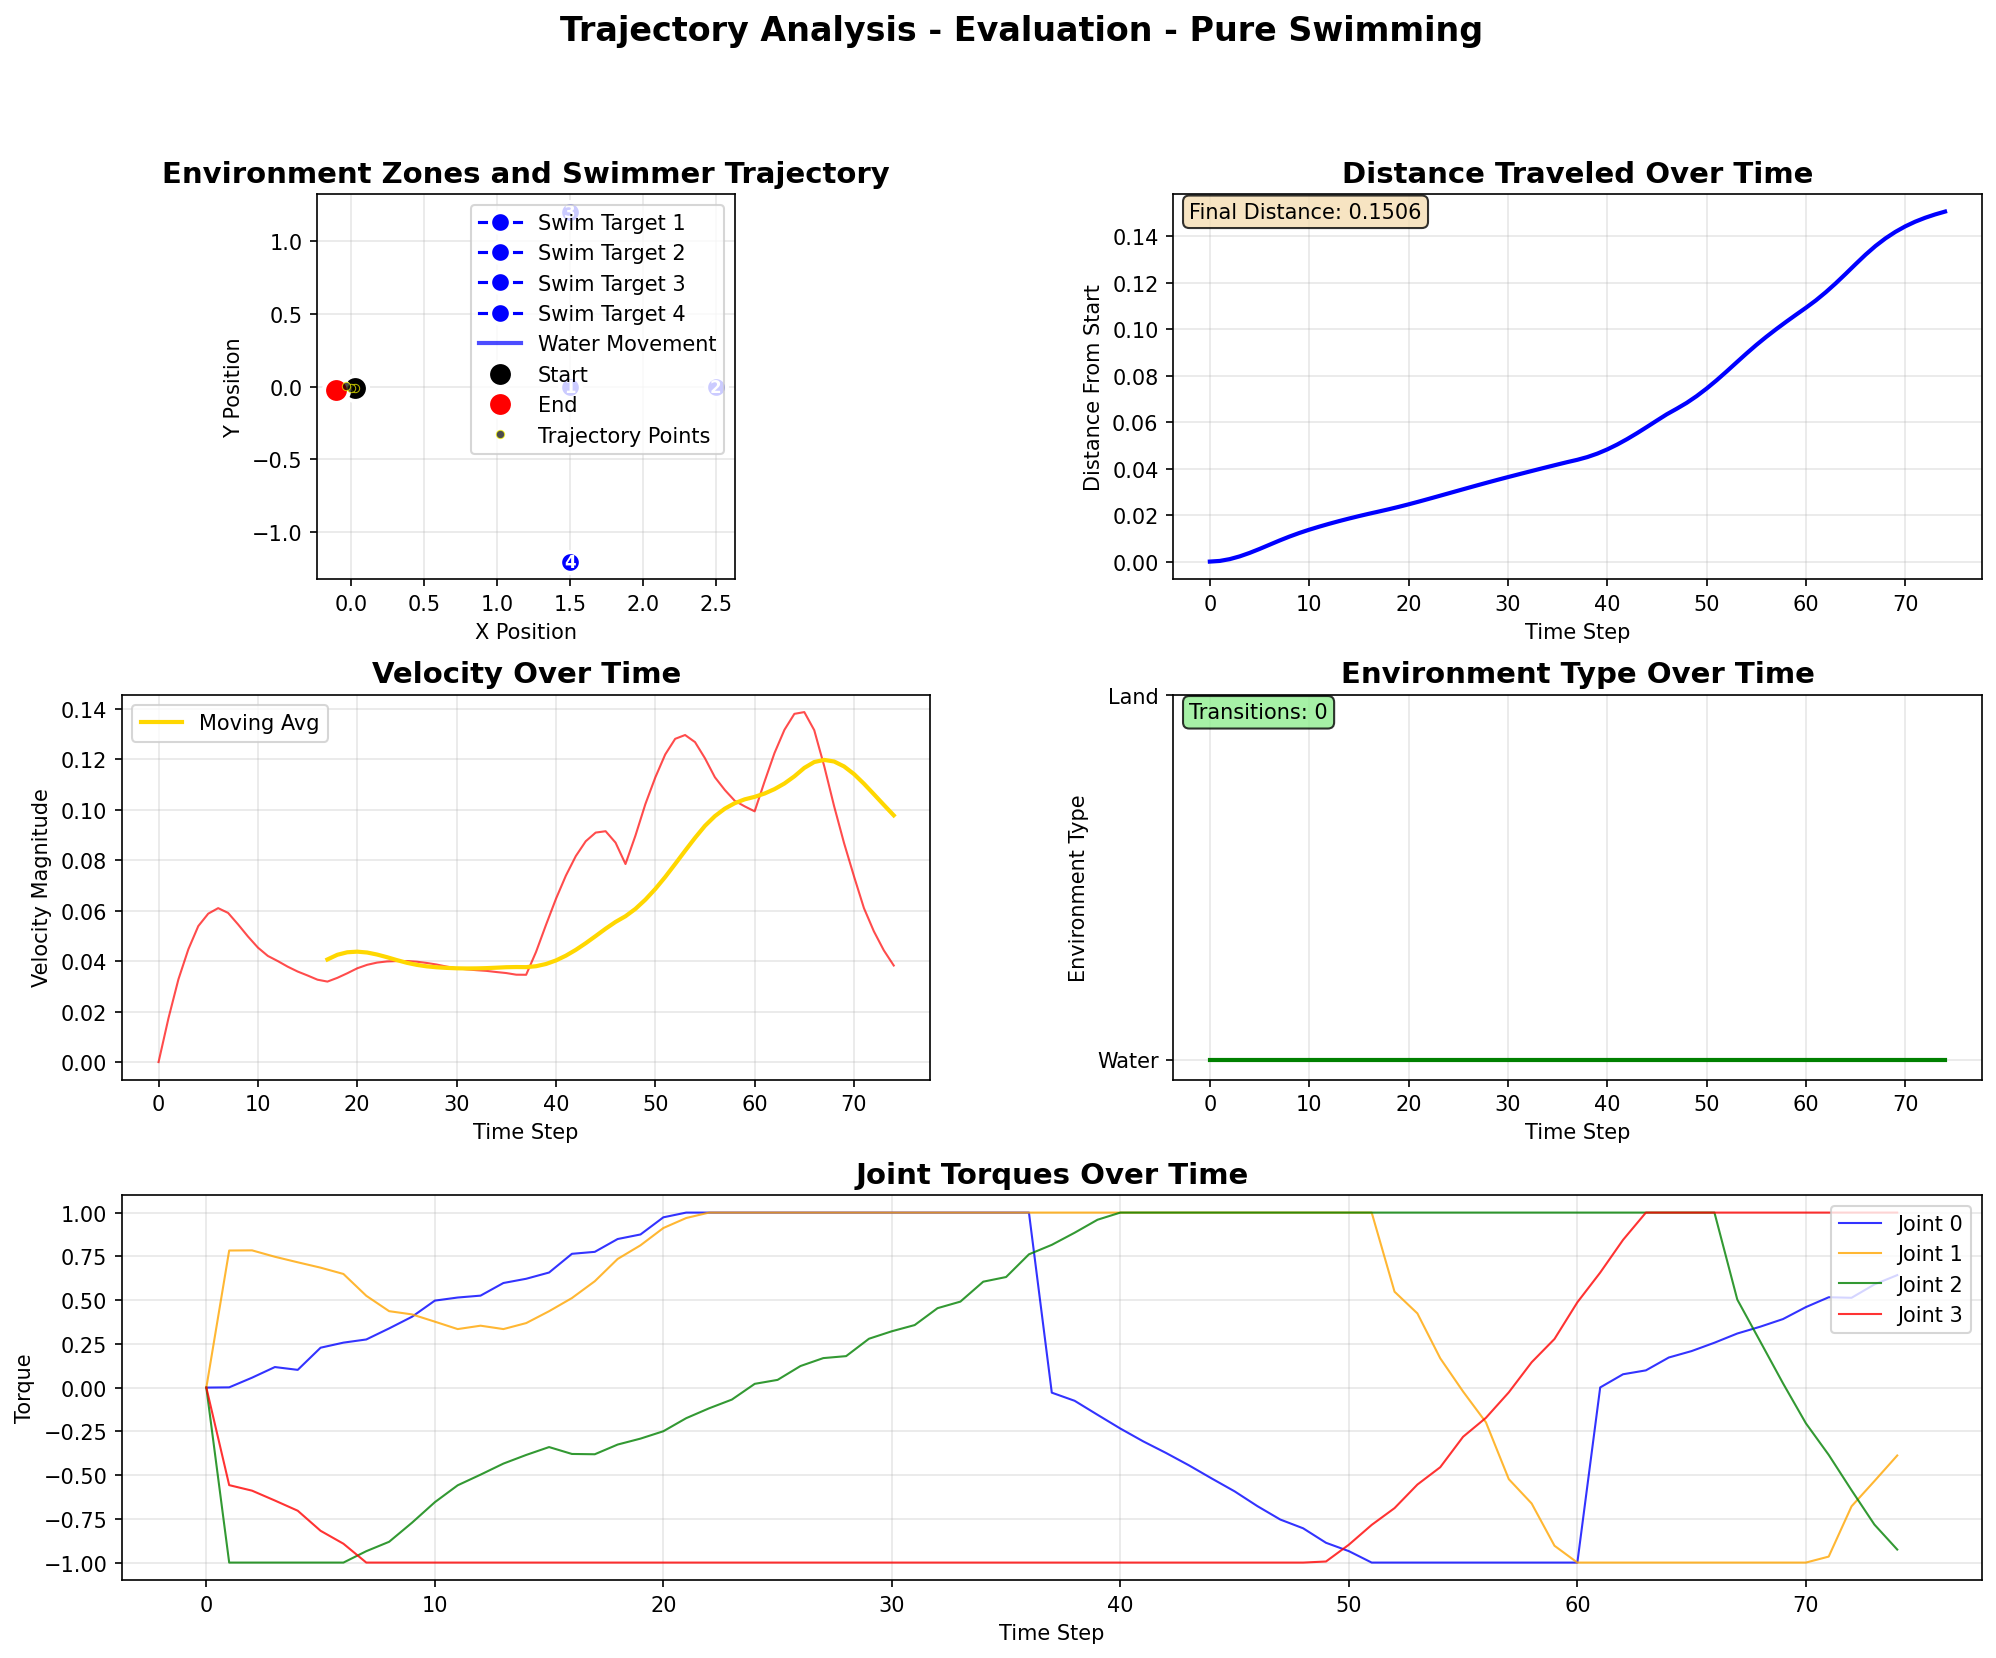 Trajectory Analysis - Evaluation - Pure Swimming
Environment Zones and Swimmer Trajectory
Y Position
1.0
0.5
0.0
−0.5
−1.0
3
1
2
4
Swim Target 1
Swim Target 2
Swim Target 3
Swim Target 4
Water Movement
Start
End
Trajectory Points
0.0 0.5 1.0 1.5 2.0 2.5
X Position
Distance Traveled Over Time
Final Distance: 0.1506
Distance From Start
0.14
0.12
0.10
0.08
0.06
0.04
0.02
0.00
0 10 20 30 40 50 60 70
Time Step
Velocity Over Time
Moving Avg
Velocity Magnitude
0.14
0.12
0.10
0.08
0.06
0.04
0.02
0.00
0 10 20 30 40 50 60 70
Time Step
Environment Type Over Time
Transitions: 0
Environment Type
Land
Water
0 10 20 30 40 50 60 70
Time Step
Joint Torques Over Time
Torque
1.00
0.75
0.50
0.25
0.00
−0.25
−0.50
−0.75
−1.00
Joint 0
Joint 1
Joint 2
Joint 3
0 10 20 30 40 50 60 70
Time Step